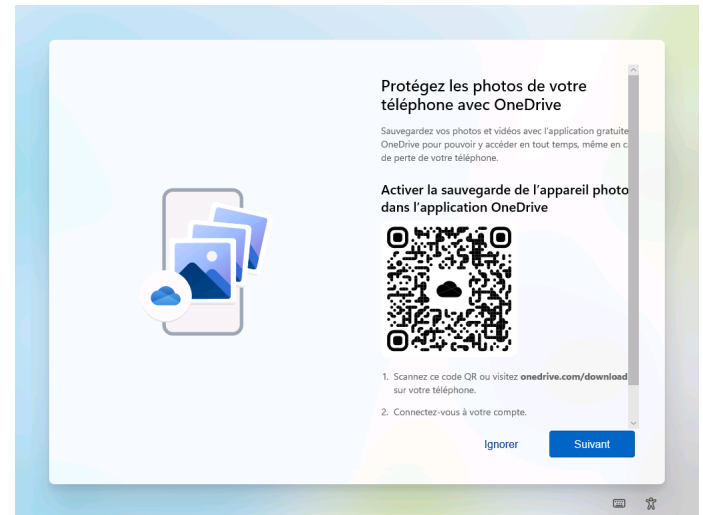 Protégez les photos de votre
téléphone avec OneDrive
Sauvegardez vos photos et vidéos avec l'application gratuite
OneDrive pour pouvoir y accéder en tout temps, même en c
de perte de votre téléphone.
Activer la sauvegarde de l'appareil photo
dans l'application OneDrive
1. Scannez ce code QR ou visitez onedrive.com/download
sur votre téléphone.
2. Connectez-vous à votre compte.
Ignorer
Suivant